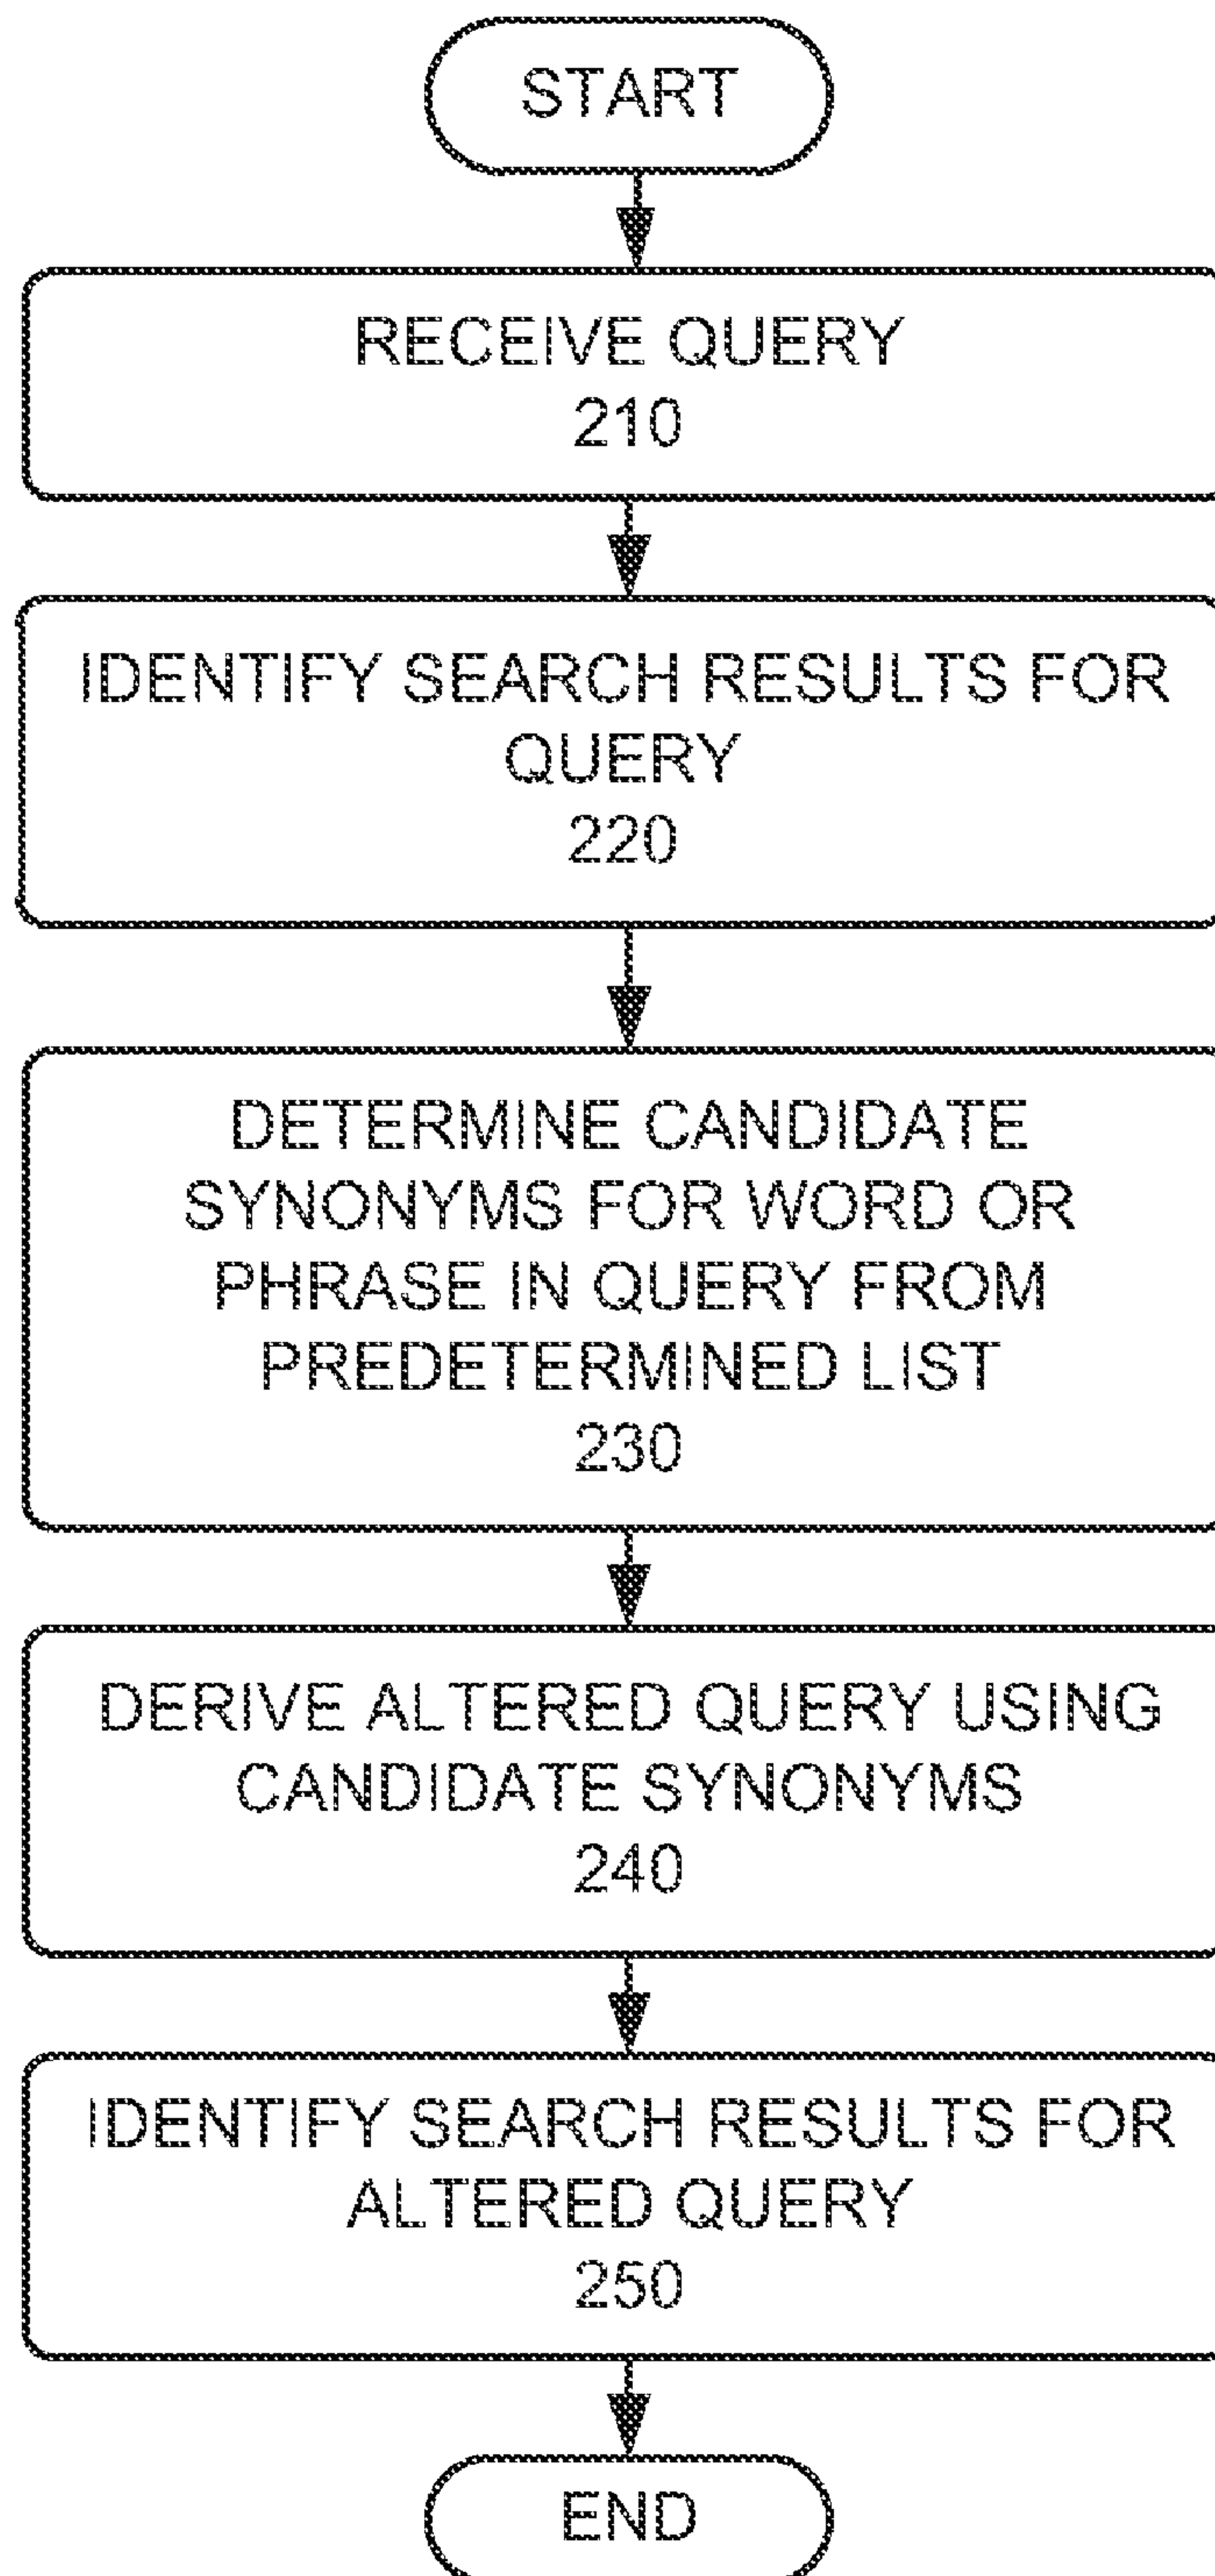 START
RECEIVE QUERY
210
IDENTIFY SEARCH RESULTS FOR
QUERY
220
DETERMINE CANDIDATE
SYNONYMS FOR WORD OR
PHRASE IN QUERY FROM
PREDETERMINED LIST
230
DERIVE ALTERED QUERY USING
CANDIDATE SYNONYMS
240
IDENTIFY SEARCH RESULTS FOR
ALTERED QUERY
250
END